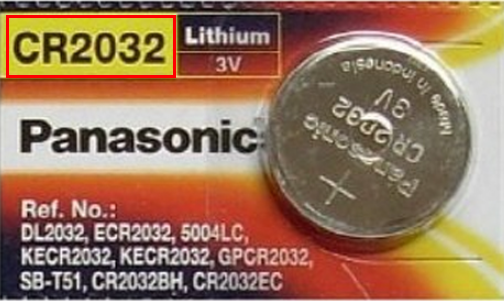 CR2032
Lithium
3V
Panasonic
Ref. No.:
DL2032, ECR2032, 5004LC,
KECR2032, KECR2032, GPCR2032,
SB-T51, CR2032BH, CR2032EC
Made in Indonesia
3V
CR2032
Panasonic
+